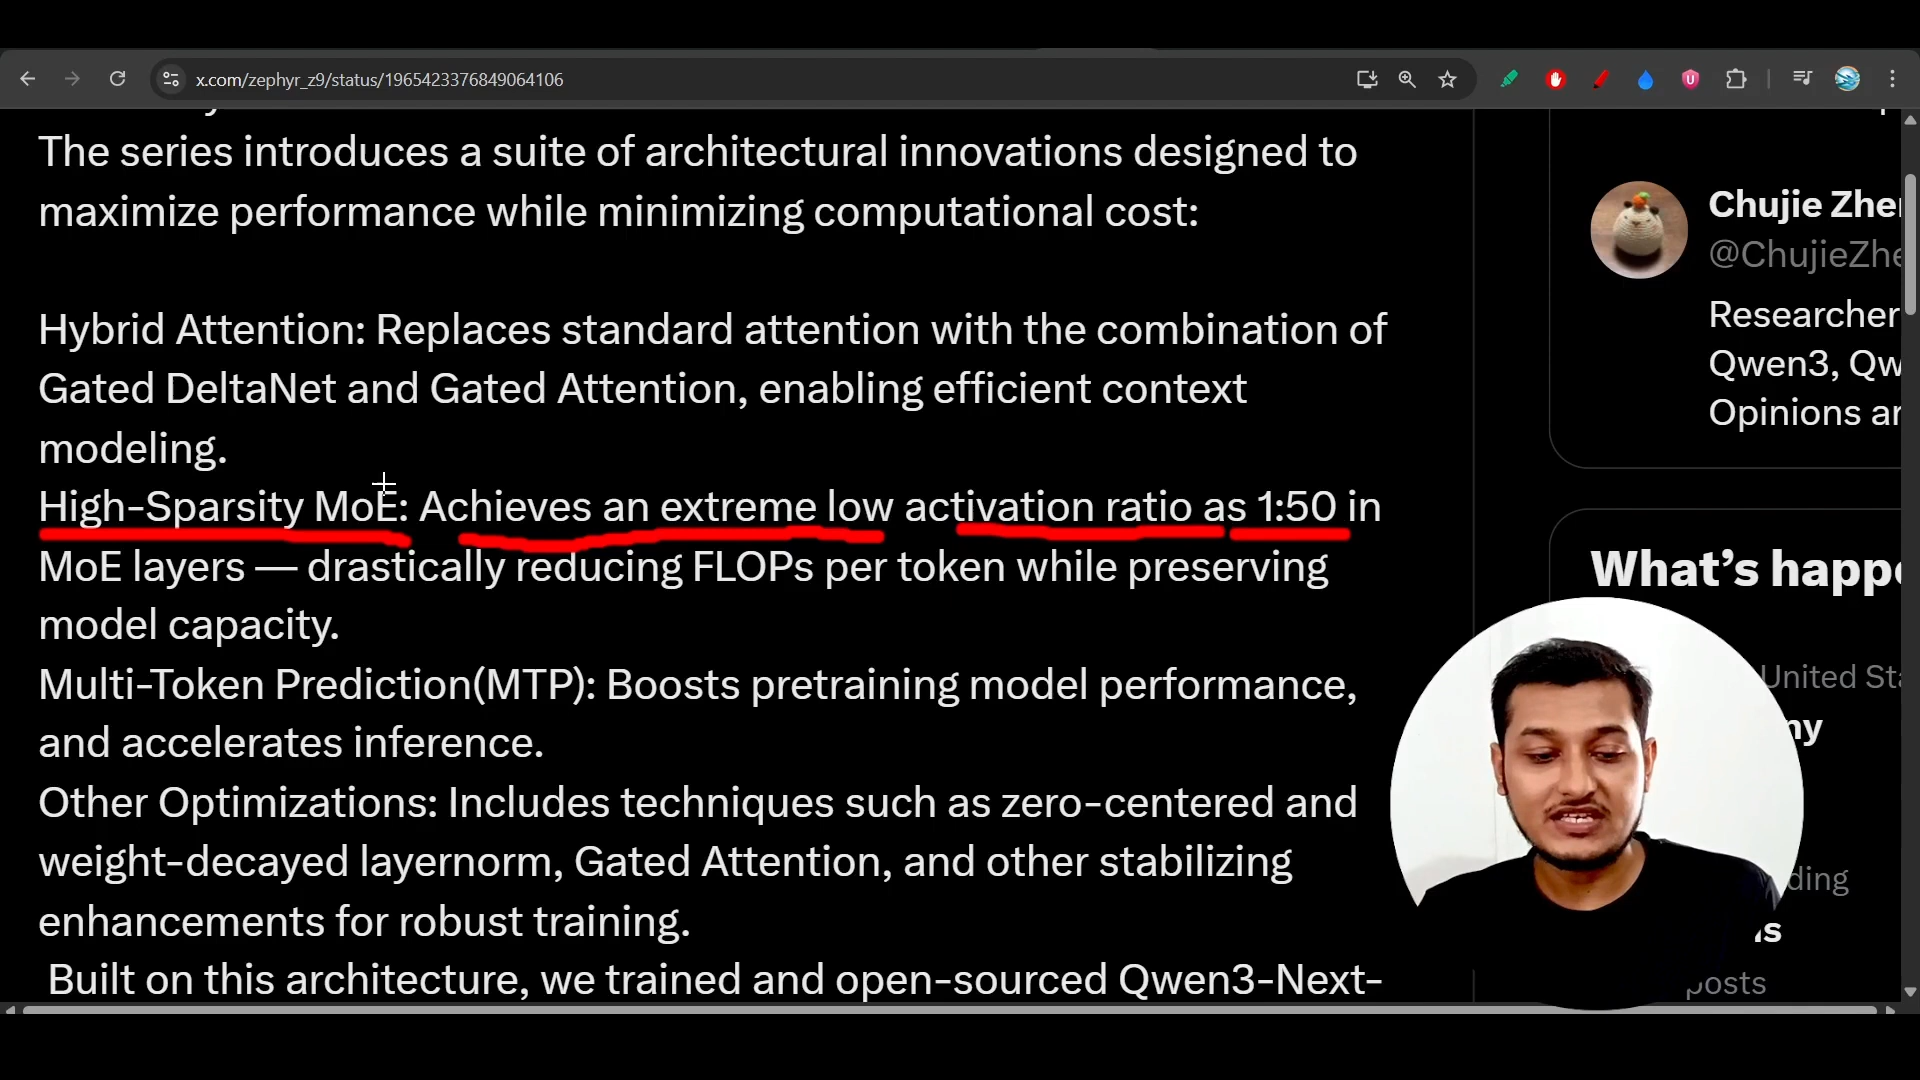 x.com/zephyr_z9/status/1965423376849064106
The series introduces a suite of architectural innovations designed to
maximize performance while minimizing computational cost:
Hybrid Attention: Replaces standard attention with the combination of
Gated DeltaNet and Gated Attention, enabling efficient context
modeling.
High-Sparsity MoE: Achieves an extreme low activation ratio as 1:50 in
MoE layers — drastically reducing FLOPs per token while preserving
model capacity.
Multi-Token Prediction(MTP): Boosts pretraining model performance,
and accelerates inference.
Other Optimizations: Includes techniques such as zero-centered and
weight-decayed layernorm, Gated Attention, and other stabilizing
enhancements for robust training.
Built on this architecture, we trained and open-sourced Qwen3-Next-
Chujie Zhe
@ChujieZhe
Researcher
Qwen3, Qw
Opinions ar
What's happe
United Sta
ny
ding
posts